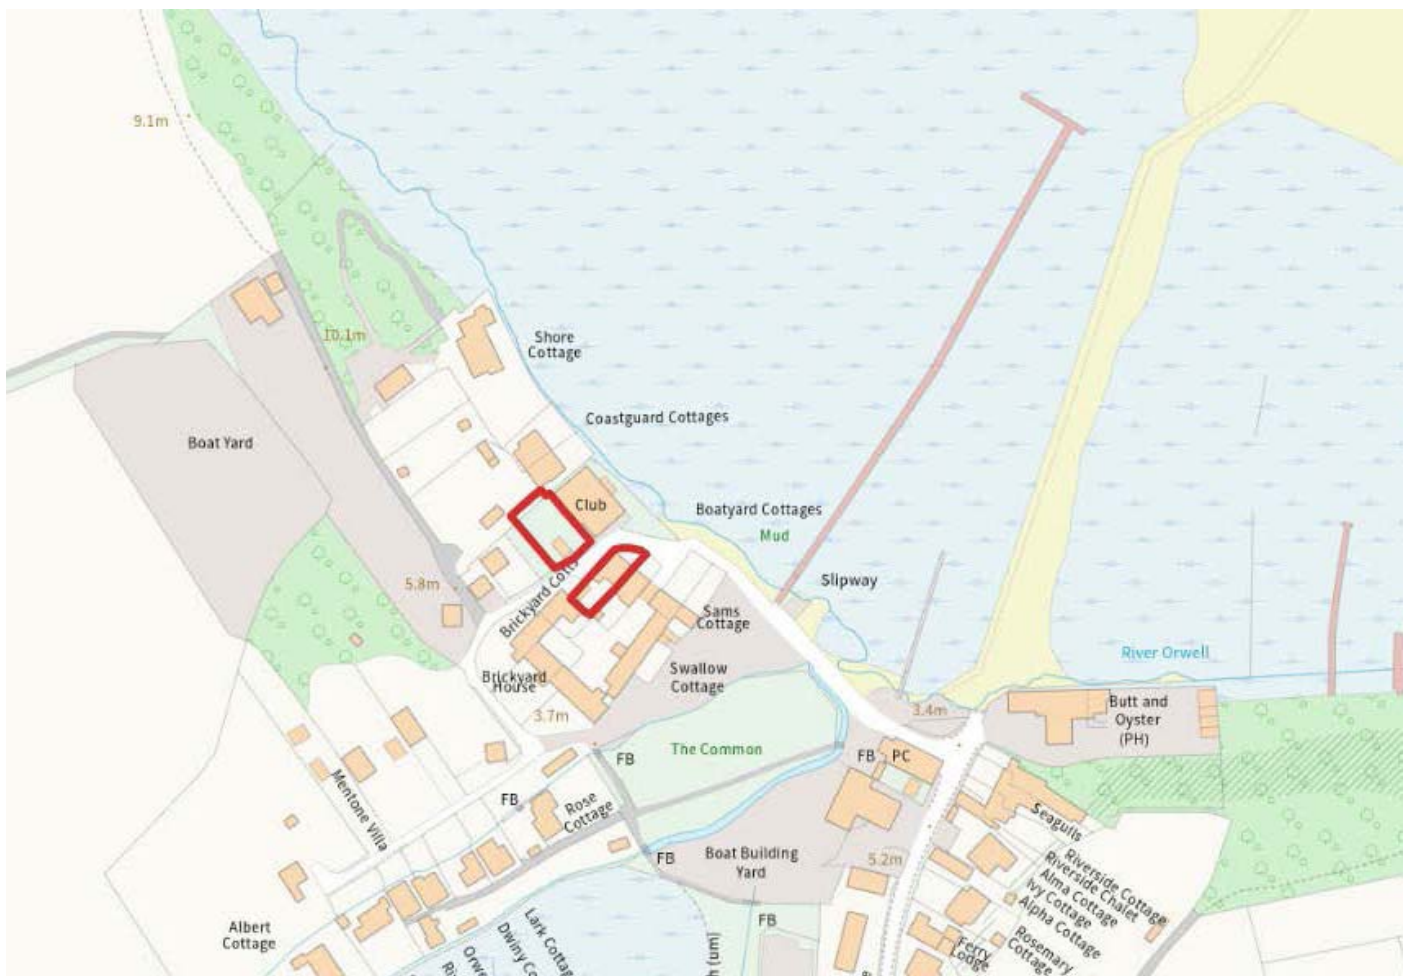 9.1m
10.1m
Shore
Cottage
Coastguard Cottages
Boat Yard
Club
Boatyard Cottages
Mud
Slipway
5.8m
Brickyard Cotts
Sams
Cottage
Swallow
Cottage
River Orwell
Brickyard
House
3.7m
3.4m
Butt and
Oyster
(PH)
The Common
FB
FB
PC
Mentone Villa
FB
Rose
Cottage
Seagulls
FB
Boat Building
Yard
5.2m
Riverside Cottage
Riverside Chalet
Alma Cottage
Ivy Cottage
Alpha Cottage
Rosemary
Cottage
Ferry
Lodge
FB
Albert
Cottage
Lark Cottage